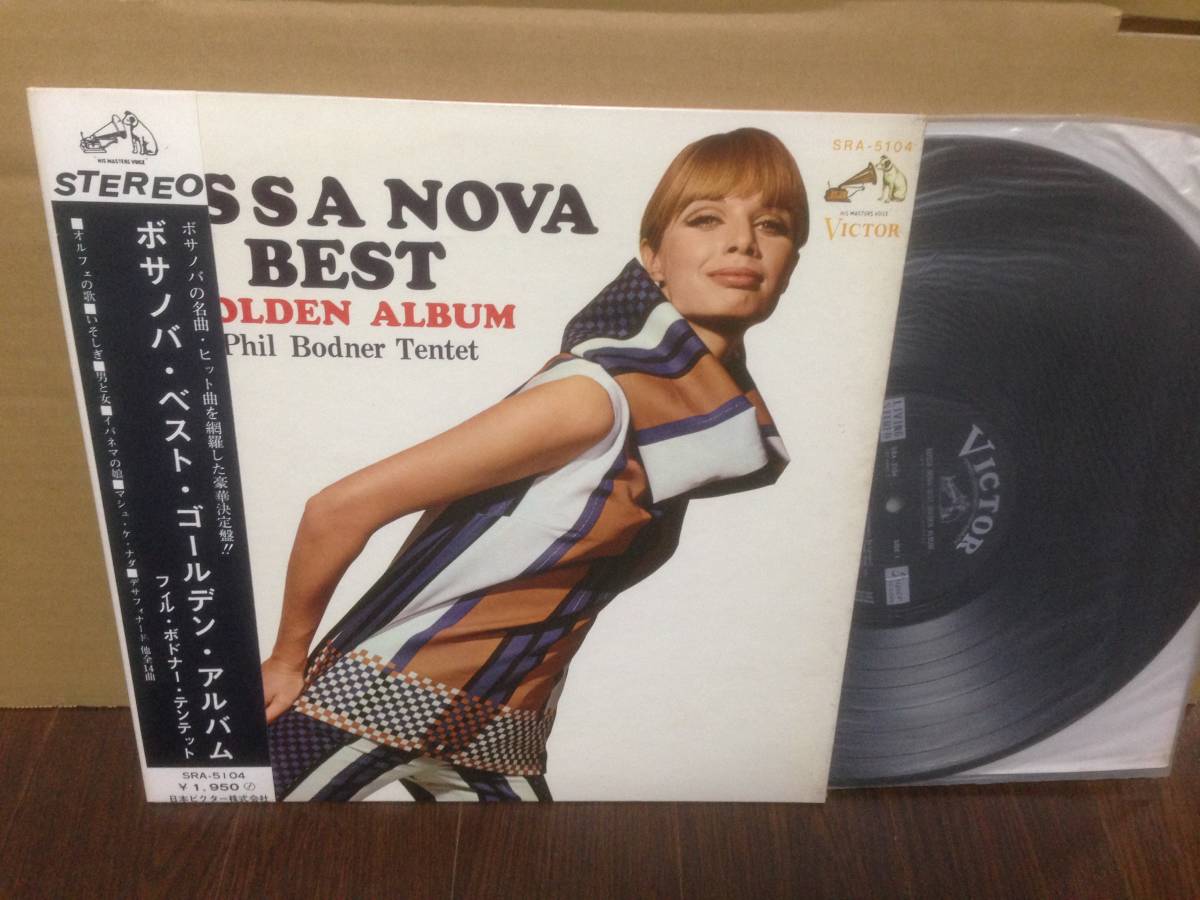 "HIS MASTERS VOICE"
STEREO
ボサノバの名曲・ヒット曲を網羅した豪華決定盤!!
ボサノバ・ベスト・ゴールデン・アルバム
フィル・ボドナー・テンテット
■オルフェの歌■いそしぎ■男と女■イパネマの娘■マシュ・ケ・ナダ■デサフィナード 他全14曲
SRA-5104
¥1,950
日本ビクター株式会社
SSA NOVA
BEST
OLDEN ALBUM
Phil Bodner Tentet
SRA-5104
HIS MASTERS VOICE
VICTOR
LIVING
STEREO
VICTOR